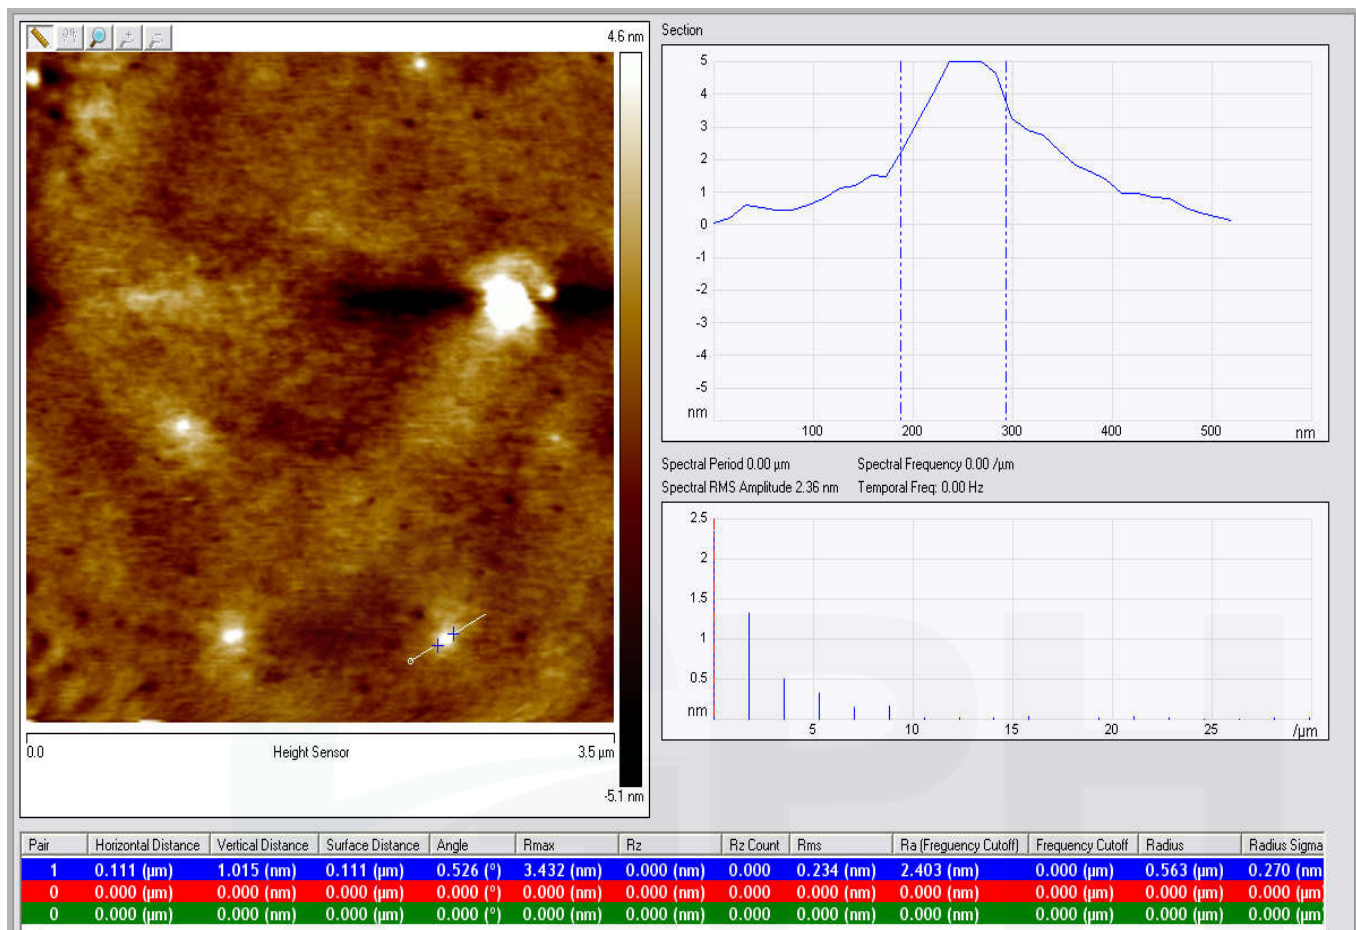 4.6 nm
Section
5
4
3
2
1
0
-1
-2
-3
-4
-5
nm
100 200 300 400 500 nm
0.0 Height Sensor 3.5 µm
-5.1 nm
Spectral Period 0.00 µm Spectral Frequency 0.00 /µm
Spectral RMS Amplitude 2.36 nm Temporal Freq: 0.00 Hz
2.5
2
1.5
1
0.5
nm
5 10 15 20 25 /µm
Pair Horizontal Distance Vertical Distance Surface Distance Angle Rmax Rz Rz Count Rms Ra (Freguency Cutoff) Frequency Cutoff Radius Radius Sigma
1 0.111 (µm) 1.015 (nm) 0.111 (µm) 0.526 (°) 3.432 (nm) 0.000 (nm) 0.000 0.234 (nm) 2.403 (nm) 0.000 (µm) 0.563 (µm) 0.270 (nm
0 0.000 (µm) 0.000 (nm) 0.000 (µm) 0.000 (°) 0.000 (nm) 0.000 (nm) 0.000 0.000 (nm) 0.000 (nm) 0.000 (µm) 0.000 (µm) 0.000 (µm
0 0.000 (µm) 0.000 (nm) 0.000 (µm) 0.000 (°) 0.000 (nm) 0.000 (nm) 0.000 0.000 (nm) 0.000 (nm) 0.000 (µm) 0.000 (µm) 0.000 (µm